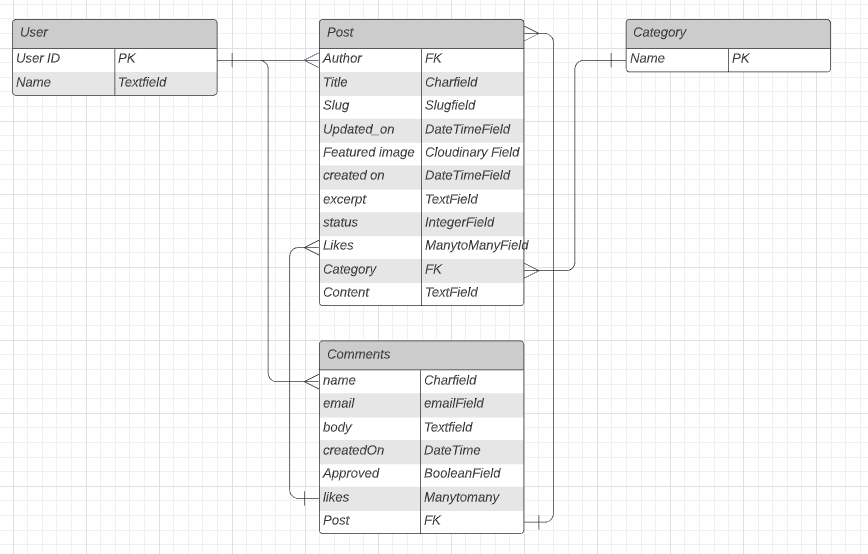 User
User ID PK
Name Textfield
Post
Author FK
Title Charfield
Slug Slugfield
Updated_on DateTimeField
Featured image Cloudinary Field
created on DateTimeField
excerpt TextField
status IntegerField
Likes ManytoManyField
Category FK
Content TextField
Category
Name PK
Comments
name Charfield
email emailField
body Textfield
createdOn DateTime
Approved BooleanField
likes Manytomany
Post FK